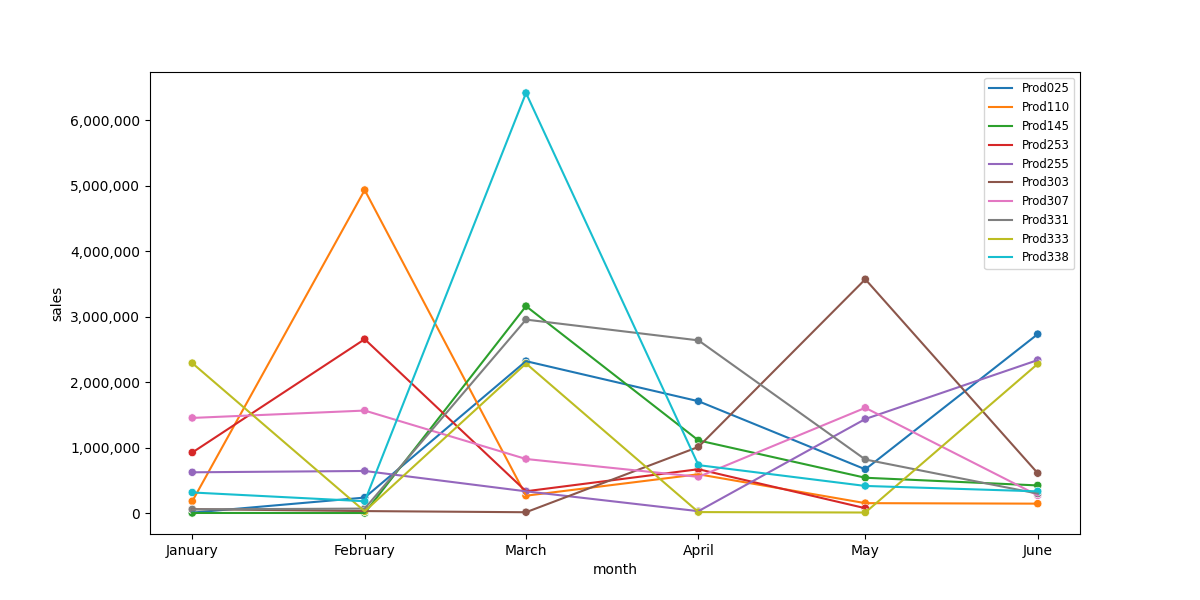 6,000,000
5,000,000
4,000,000
3,000,000
2,000,000
1,000,000
0
sales
January February March April May June
month
Prod025
Prod110
Prod145
Prod253
Prod255
Prod303
Prod307
Prod331
Prod333
Prod338